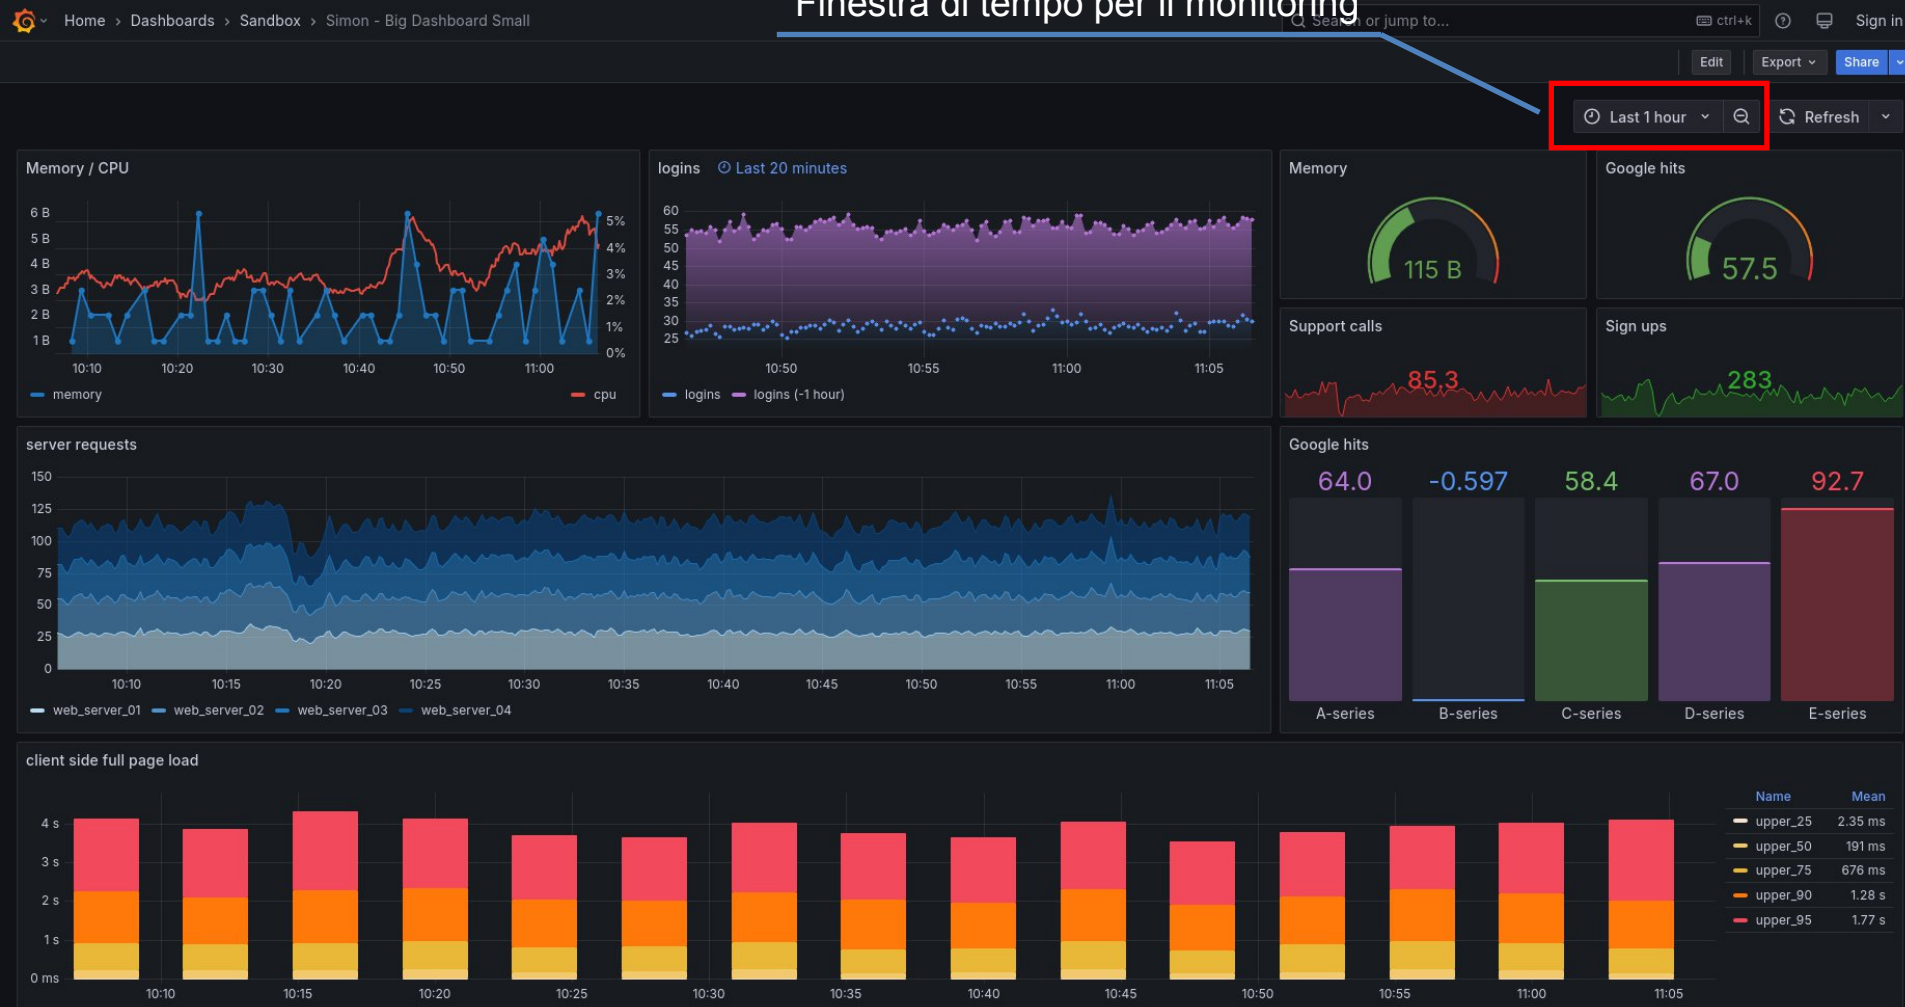 Finestra di tempo per il monitoring
Home › Dashboards › Sandbox › Simon - Big Dashboard Small
Search or jump to...
ctrl+k
Sign in
Edit
Export
Share
Last 1 hour
Refresh
Memory / CPU
6 B
5 B
4 B
3 B
2 B
1 B
5%
4%
3%
2%
1%
0%
10:10 10:20 10:30 10:40 10:50 11:00
memory
cpu
logins Last 20 minutes
60
55
50
45
40
35
30
25
10:50 10:55 11:00 11:05
logins logins (-1 hour)
Memory
115 B
Google hits
57.5
Support calls
85.3
Sign ups
283
server requests
150
125
100
75
50
25
0
10:10 10:15 10:20 10:25 10:30 10:35 10:40 10:45 10:50 10:55 11:00 11:05
web_server_01 web_server_02 web_server_03 web_server_04
Google hits
64.0 -0.597 58.4 67.0 92.7
A-series B-series C-series D-series E-series
client side full page load
4 s
3 s
2 s
1 s
0 ms
10:10 10:15 10:20 10:25 10:30 10:35 10:40 10:45 10:50 10:55 11:00 11:05
Name Mean
upper_25 2.35 ms
upper_50 191 ms
upper_75 676 ms
upper_90 1.28 s
upper_95 1.77 s